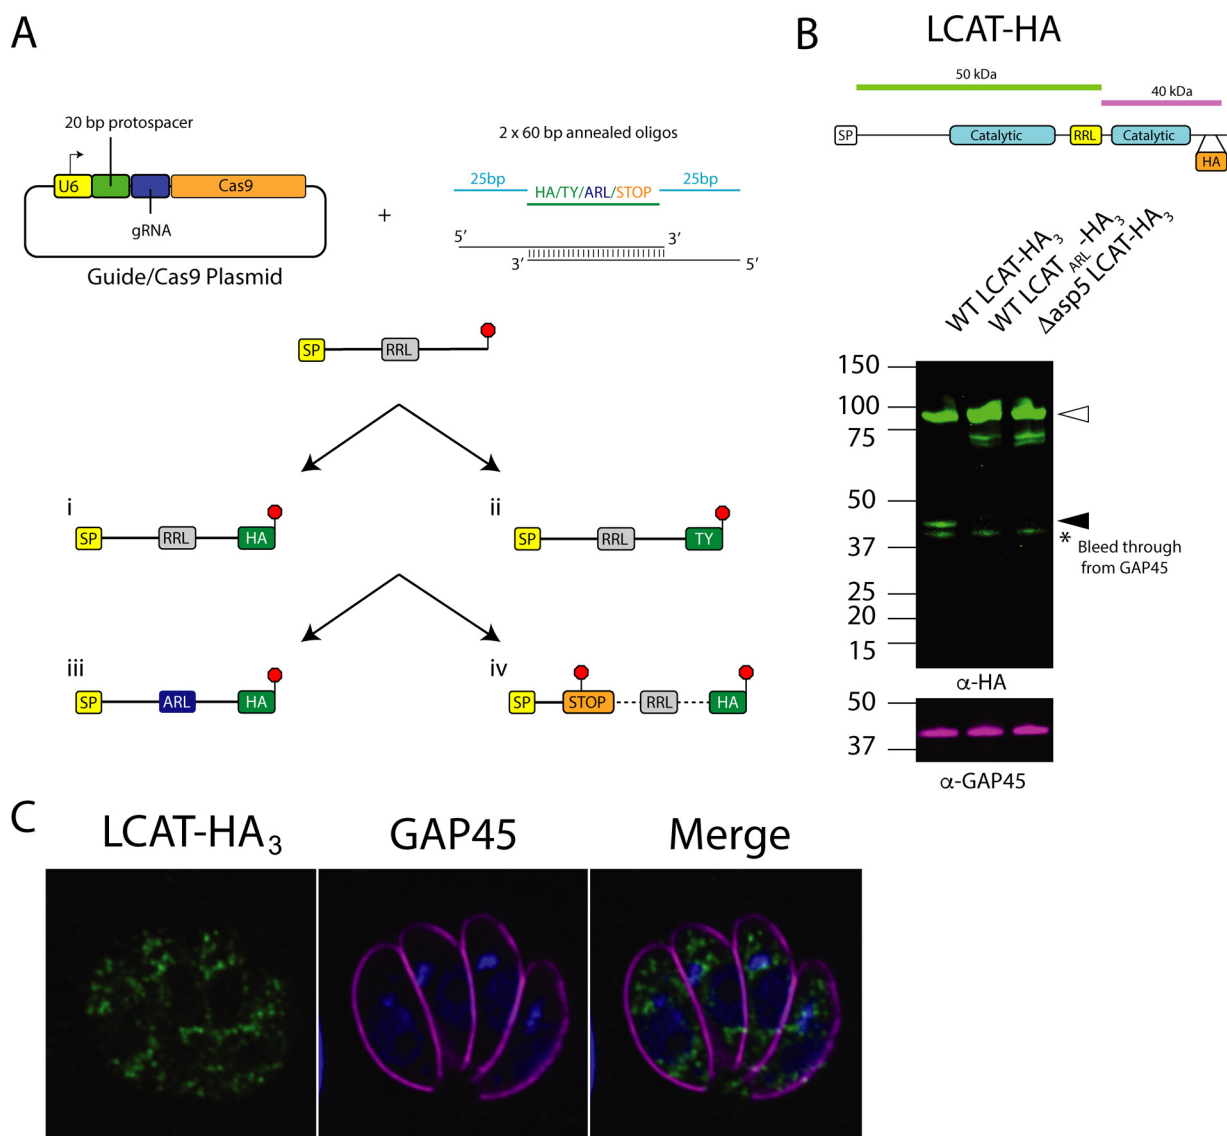 A
20 bp protospacer
U6
Cas9
gRNA
Guide/Cas9 Plasmid
+
2 x 60 bp annealed oligos
25bp
HA/TY/ARL/STOP
25bp
5′
3′
3′
5′
SP
RRL
i
SP
RRL
HA
ii
SP
RRL
TY
iii
SP
ARL
HA
iv
SP
STOP
RRL
HA
B
LCAT-HA
50 kDa
40 kDa
SP
Catalytic
RRL
Catalytic
HA
WT LCAT-HA3
WT LCATARL-HA3
Δasp5 LCAT-HA3
150
100
75
50
37
25
20
15
* Bleed through
from GAP45
α-HA
50
37
α-GAP45
C
LCAT-HA3
GAP45
Merge